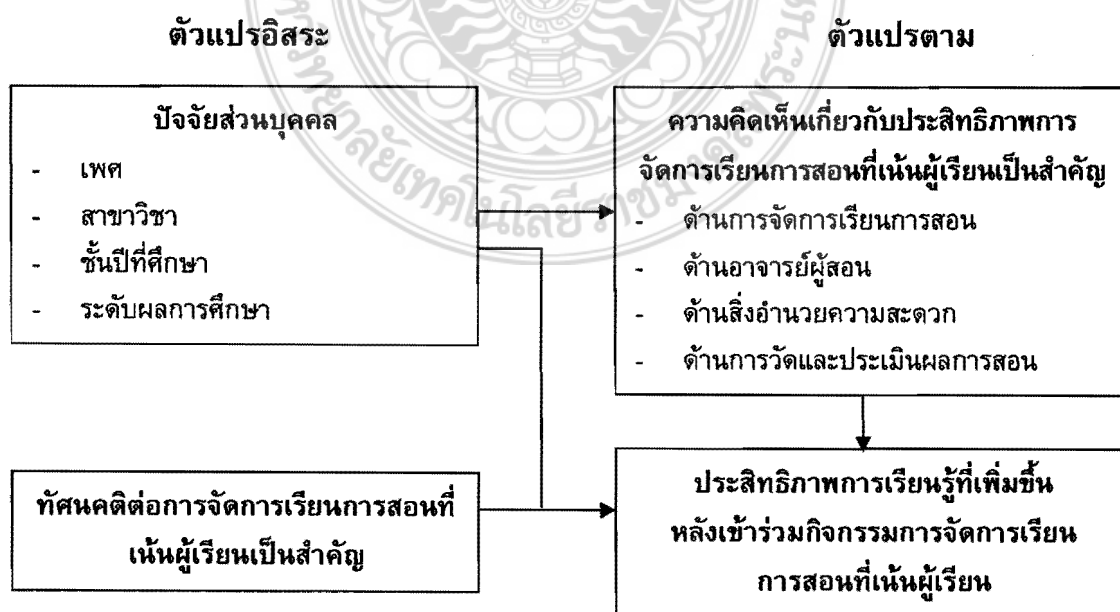 ตัวแปรอิสระ
ตัวแปรตาม
ปัจจัยส่วนบุคคล
- เพศ
- สาขาวิชา
- ชั้นปีที่ศึกษา
- ระดับผลการศึกษา
ความคิดเห็นเกี่ยวกับประสิทธิภาพการ
จัดการเรียนการสอนที่เน้นผู้เรียนเป็นสำคัญ
- ด้านการจัดการเรียนการสอน
- ด้านอาจารย์ผู้สอน
- ด้านสิ่งอำนวยความสะดวก
- ด้านการวัดและประเมินผลการสอน
ทัศนคติต่อการจัดการเรียนการสอนที่
เน้นผู้เรียนเป็นสำคัญ
ประสิทธิภาพการเรียนรู้ที่เพิ่มขึ้น
หลังเข้าร่วมกิจกรรมการจัดการเรียน
การสอนที่เน้นผู้เรียน